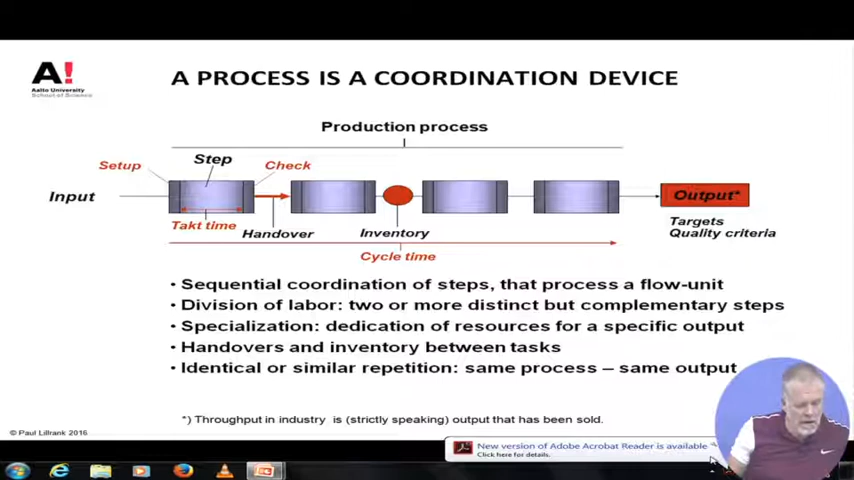 A!
Aalto University
School of Science
A PROCESS IS A COORDINATION DEVICE
Production process
Setup
Step
Check
Input
Output*
Takt time
Handover
Inventory
Targets
Quality criteria
Cycle time
• Sequential coordination of steps, that process a flow-unit
• Division of labor: two or more distinct but complementary steps
• Specialization: dedication of resources for a specific output
• Handovers and inventory between tasks
• Identical or similar repetition: same process – same output
*) Throughput in industry is (strictly speaking) output that has been sold.
© Paul Lillrank 2016
New version of Adobe Acrobat Reader is available
Click here for details.